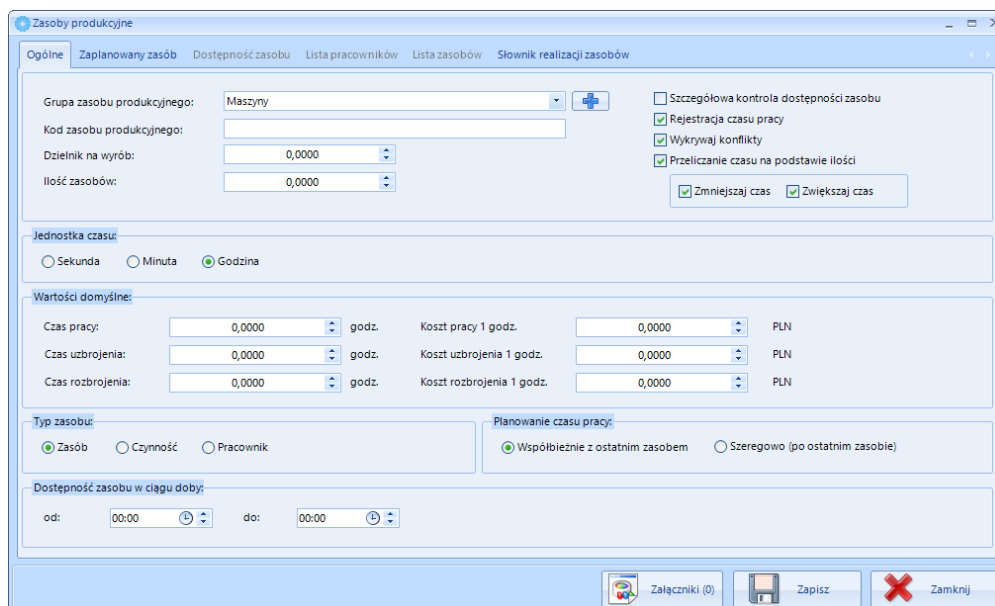 Zasoby produkcyjne
Ogólne Zaplanowany zasób Dostępność zasobu Lista pracowników Lista zasobów Słownik realizacji zasobów
Grupa zasobu produkcyjnego: Maszyny Szczegółowa kontrola dostępności zasobu
Kod zasobu produkcyjnego: Rejestracja czasu pracy
Wykrywaj konflikty
Dzielnik na wyrób: 0,0000 Przeliczanie czasu na podstawie ilości
Ilość zasobów: 0,0000 Zmniejszaj czas Zwiększaj czas
Jednostka czasu:
Sekunda Minuta Godzina
Wartości domyślne:
Czas pracy: 0,0000 godz. Koszt pracy 1 godz. 0,0000 PLN
Czas uzbrojenia: 0,0000 godz. Koszt uzbrojenia 1 godz. 0,0000 PLN
Czas rozbrojenia: 0,0000 godz. Koszt rozbrojenia 1 godz. 0,0000 PLN
Typ zasobu: Planowanie czasu pracy:
Zasób Czynność Pracownik Współbieżnie z ostatnim zasobem Szeregowo (po ostatnim zasobie)
Dostępność zasobu w ciągu doby:
od: 00:00 do: 00:00
Załączniki (0) Zapisz Zamknij